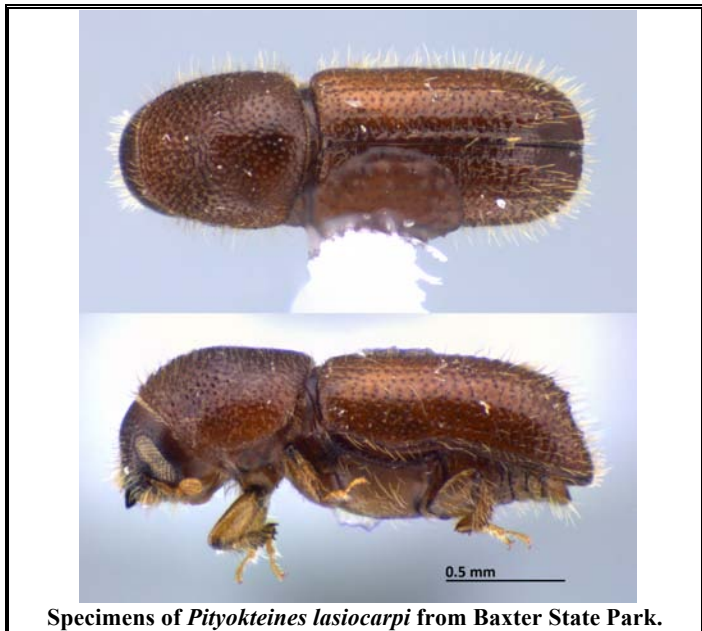 0.5 mm
Specimens of Pityokteines lasiocarpi from Baxter State Park.